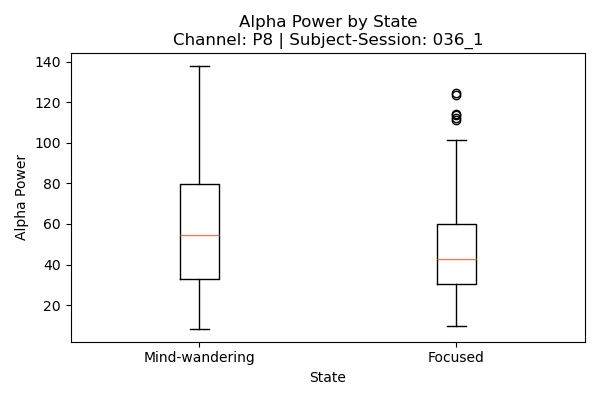 Alpha Power by State
Channel: P8 | Subject-Session: 036_1
Alpha Power
140
120
100
80
60
40
20
Mind-wandering
Focused
State